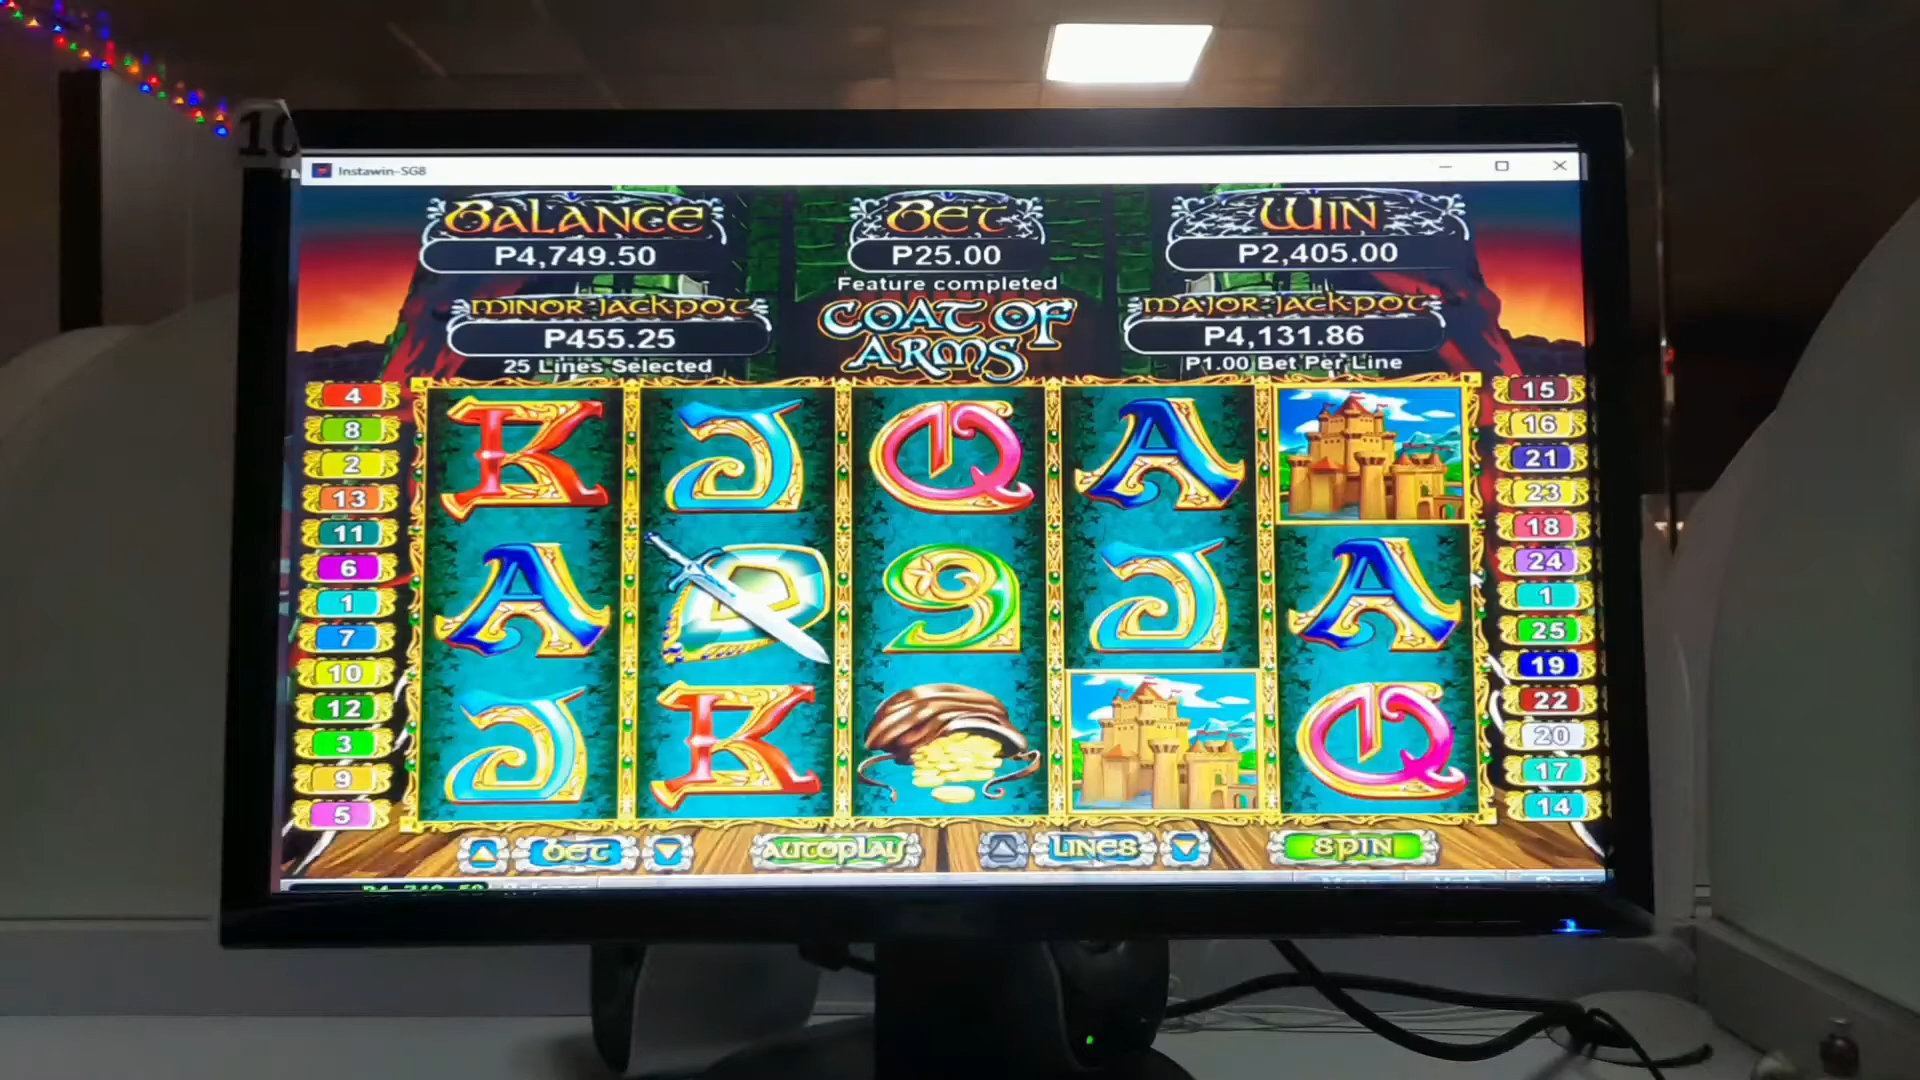 10
Instawin-SG8
BALANCE
P4,749.50
BET
P25.00
WIN
P2,405.00
Feature completed
MINOR JACKPOT
P455.25
25 Lines Selected
COAT OF
ARMS
MAJOR JACKPOT
P4,131.86
P1.00 Bet Per Line
4
8
2
13
11
6
1
7
10
12
3
9
5
K J Q A
A 9 J A
J K Q
15
16
21
23
18
24
1
25
19
22
20
17
14
BET
AUTOPLAY
LINES
SPIN